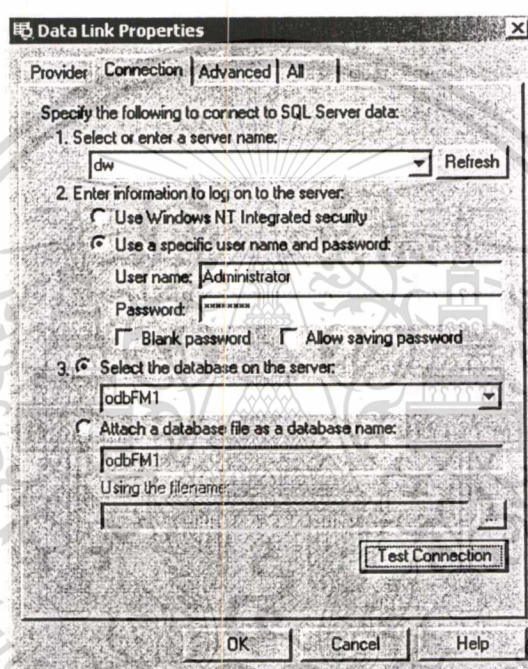 Data Link Properties
Provider Connection Advanced All
Specify the following to connect to SQL Server data:
1. Select or enter a server name:
dw Refresh
2. Enter information to log on to the server:
Use Windows NT Integrated security
Use a specific user name and password:
User name: Administrator
Password: ********
Blank password Allow saving password
3. Select the database on the server:
odbFM1
Attach a database file as a database name:
odbFM1
Using the filename:
...
Test Connection
OK Cancel Help